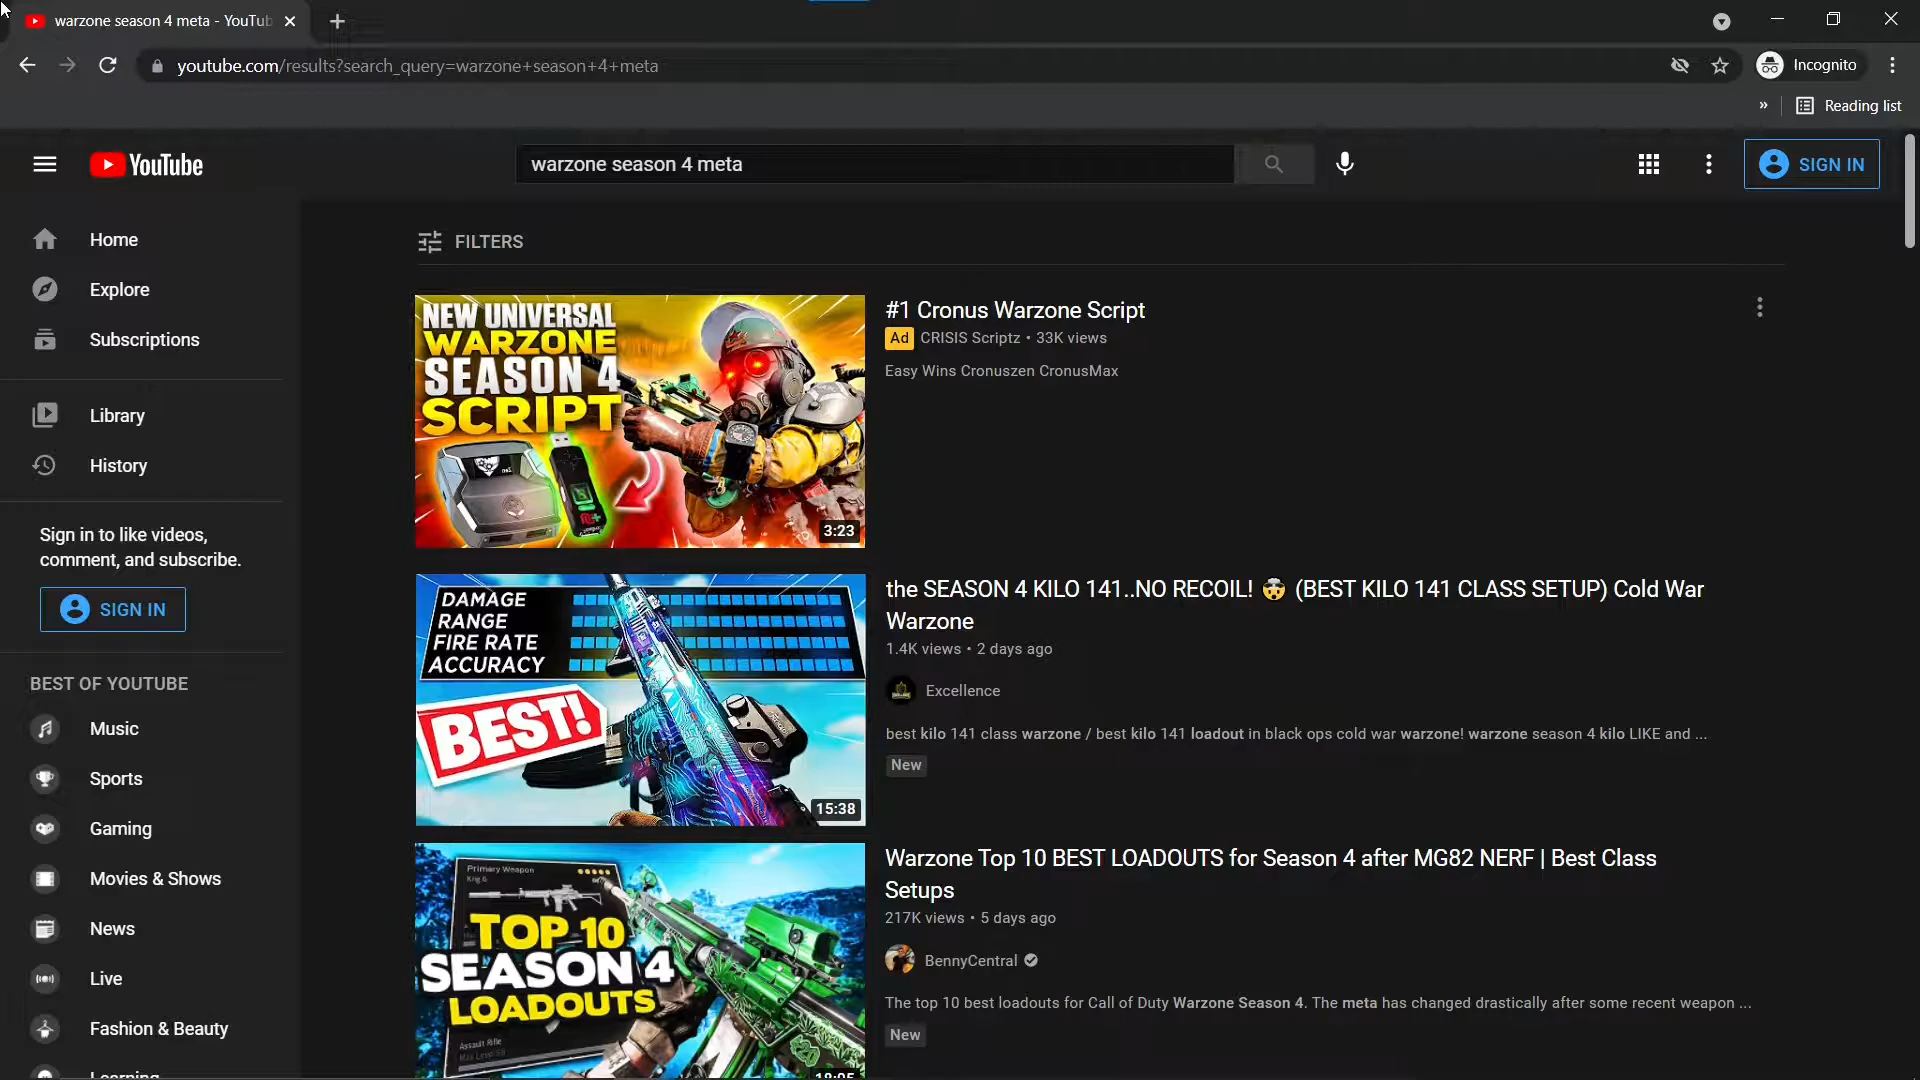 warzone season 4 meta - YouTub
youtube.com/results?search_query=warzone+season+4+meta
Incognito
»
Reading list
YouTube
warzone season 4 meta
SIGN IN
Home
Explore
Subscriptions
Library
History
Sign in to like videos,
comment, and subscribe.
SIGN IN
BEST OF YOUTUBE
Music
Sports
Gaming
Movies & Shows
News
Live
Fashion & Beauty
Learning
FILTERS
NEW UNIVERSAL
WARZONE
SEASON 4
SCRIPT
3:23
#1 Cronus Warzone Script
Ad CRISIS Scriptz • 33K views
Easy Wins Cronuszen CronusMax
DAMAGE
RANGE
FIRE RATE
ACCURACY
BEST!
15:38
the SEASON 4 KILO 141..NO RECOIL! 🤯 (BEST KILO 141 CLASS SETUP) Cold War
Warzone
1.4K views • 2 days ago
Excellence
best kilo 141 class warzone / best kilo 141 loadout in black ops cold war warzone! warzone season 4 kilo LIKE and ...
New
Primary Weapon
Krig 6
TOP 10
SEASON 4
LOADOUTS
Assault Rifle
18:05
Warzone Top 10 BEST LOADOUTS for Season 4 after MG82 NERF | Best Class
Setups
217K views • 5 days ago
BennyCentral
The top 10 best loadouts for Call of Duty Warzone Season 4. The meta has changed drastically after some recent weapon ...
New